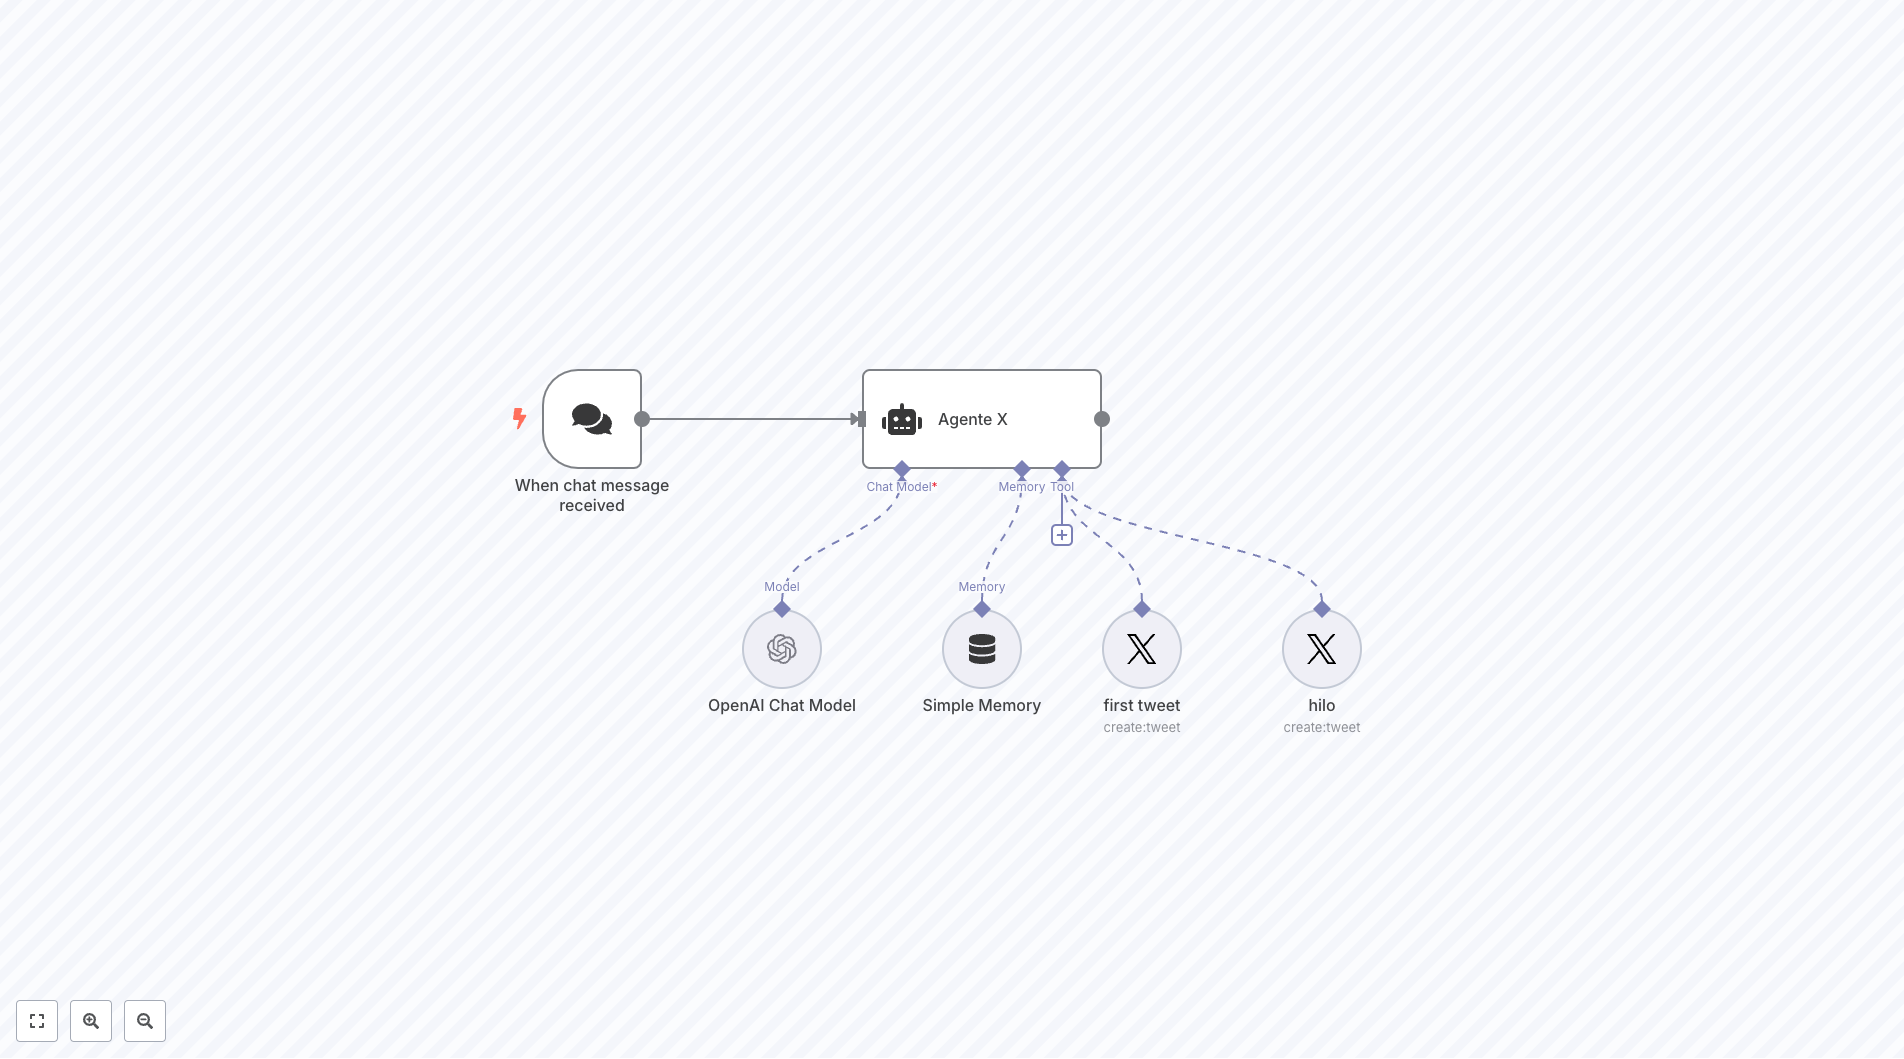 Agente X
When chat message
received
Chat Model*
Memory
Tool
Model
Memory
OpenAI Chat Model
Simple Memory
first tweet
create:tweet
hilo
create:tweet